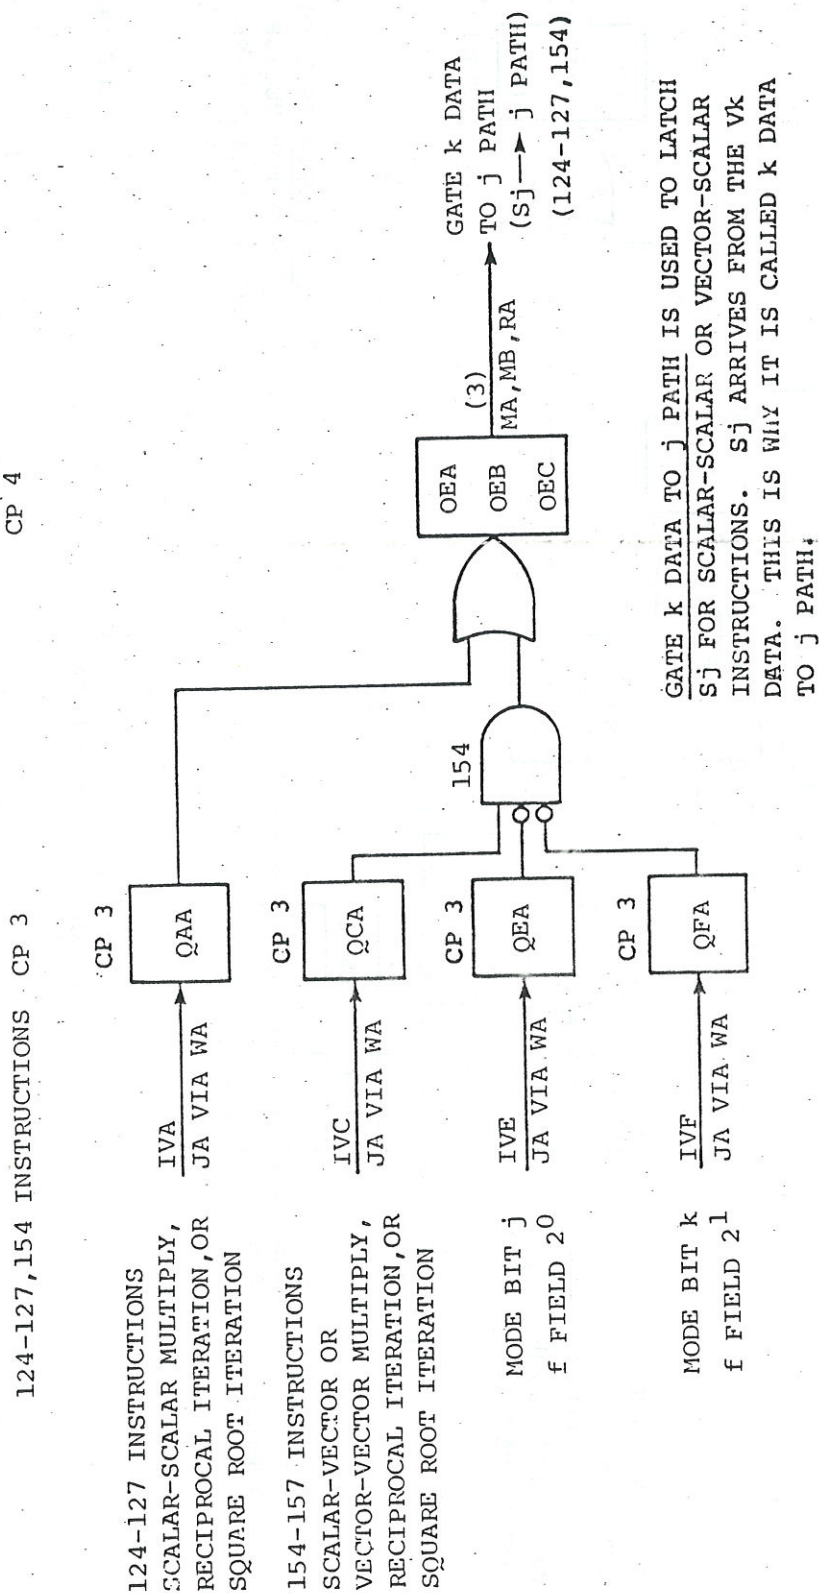 124-127,154 INSTRUCTIONS CP 3
CP 4
124-127 INSTRUCTIONS
SCALAR-SCALAR MULTIPLY,
RECIPROCAL ITERATION,OR
SQUARE ROOT ITERATION
IVA
JA VIA WA
CP 3
QAA
154-157 INSTRUCTIONS
SCALAR-VECTOR OR
VECTOR-VECTOR MULTIPLY,
RECIPROCAL ITERATION,OR
SQUARE ROOT ITERATION
IVC
JA VIA WA
CP 3
QCA
MODE BIT j
f FIELD 2⁰
IVE
JA VIA WA
CP 3
QEA
MODE BIT k
f FIELD 2¹
IVF
JA VIA WA
CP 3
QFA
154
OEA
OEB
OEC
(3)
MA,MB,RA
GATE k DATA
TO j PATH
(Sj→ j PATH)
(124-127,154)
GATE k DATA TO j PATH IS USED TO LATCH
Sj FOR SCALAR-SCALAR OR VECTOR-SCALAR
INSTRUCTIONS. Sj ARRIVES FROM THE Vk
DATA. THIS IS WHY IT IS CALLED k DATA
TO j PATH.